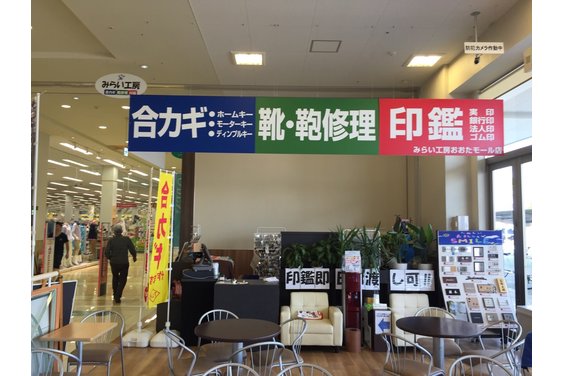 防犯カメラ作動中
みらい工房
合カギ
ホームキー
モーターキー
ディンプルキー
靴・鞄修理
印鑑
実印
銀行印
法人印
ゴム印
みらい工房おおたモール店
合カギ
印鑑即
渡
し可
SMILE